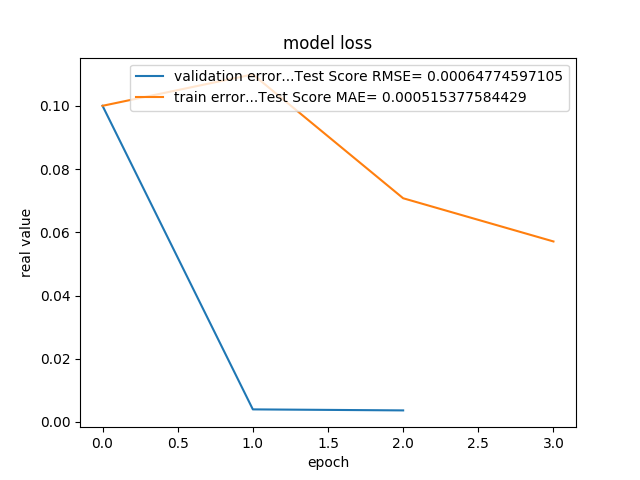 model loss
validation error...Test Score RMSE= 0.00064774597105
train error...Test Score MAE= 0.000515377584429
0.10
0.08
0.06
0.04
0.02
0.00
real value
0.0 0.5 1.0 1.5 2.0 2.5 3.0
epoch